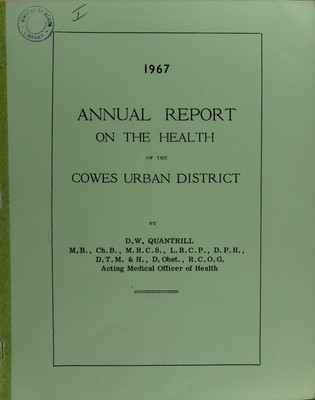 I
LIBRARY
1967
ANNUAL REPORT
ON THE HEALTH
OF THE
COWES URBAN DISTRICT
BY
D.W. QUANTRILL
M.B., Ch.B., M.R.C.S., L.R.C.P., D.P.H.,
D.T.M. & H., D.Obst., R.C.O.G.
Acting Medical Officer of Health